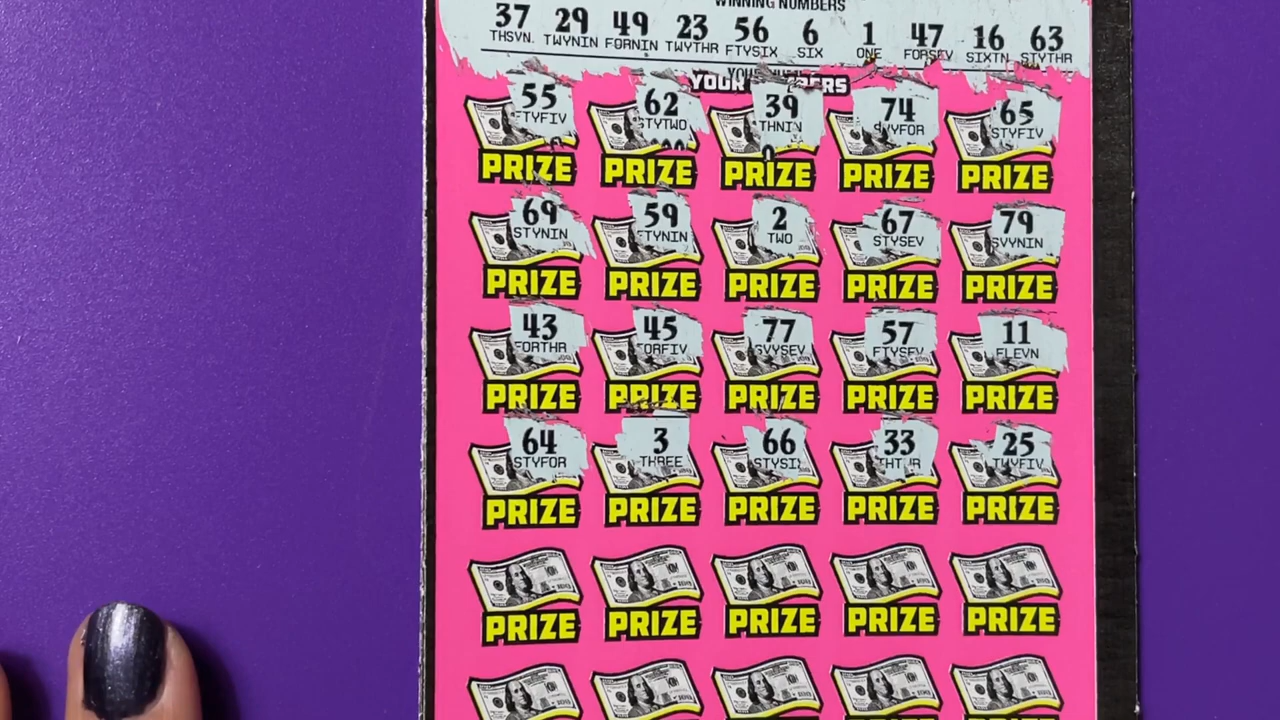 WINNING NUMBERS
37 29 49 23 56 6 1 47 16 63
THSVN. TWYNIN FORNIN TWYTHR FTYSIX SIX ONE FORSEV SIXTN STYTHR
YOUR NUMBERS
55 62 39 74 65
FTYFIV STYTWO THNIN SVYFOR STYFIV
PRIZE PRIZE PRIZE PRIZE PRIZE
69 59 2 67 79
STYNIN FTYNIN TWO STYSEV SVYNIN
PRIZE PRIZE PRIZE PRIZE PRIZE
43 45 77 57 11
FORTHR FORFIV SVYSEV FTYSEV ELEVN
PRIZE PRIZE PRIZE PRIZE PRIZE
64 3 66 33 25
STYFOR THREE STYSIX THTHR TWYFIV
PRIZE PRIZE PRIZE PRIZE PRIZE
PRIZE PRIZE PRIZE PRIZE PRIZE